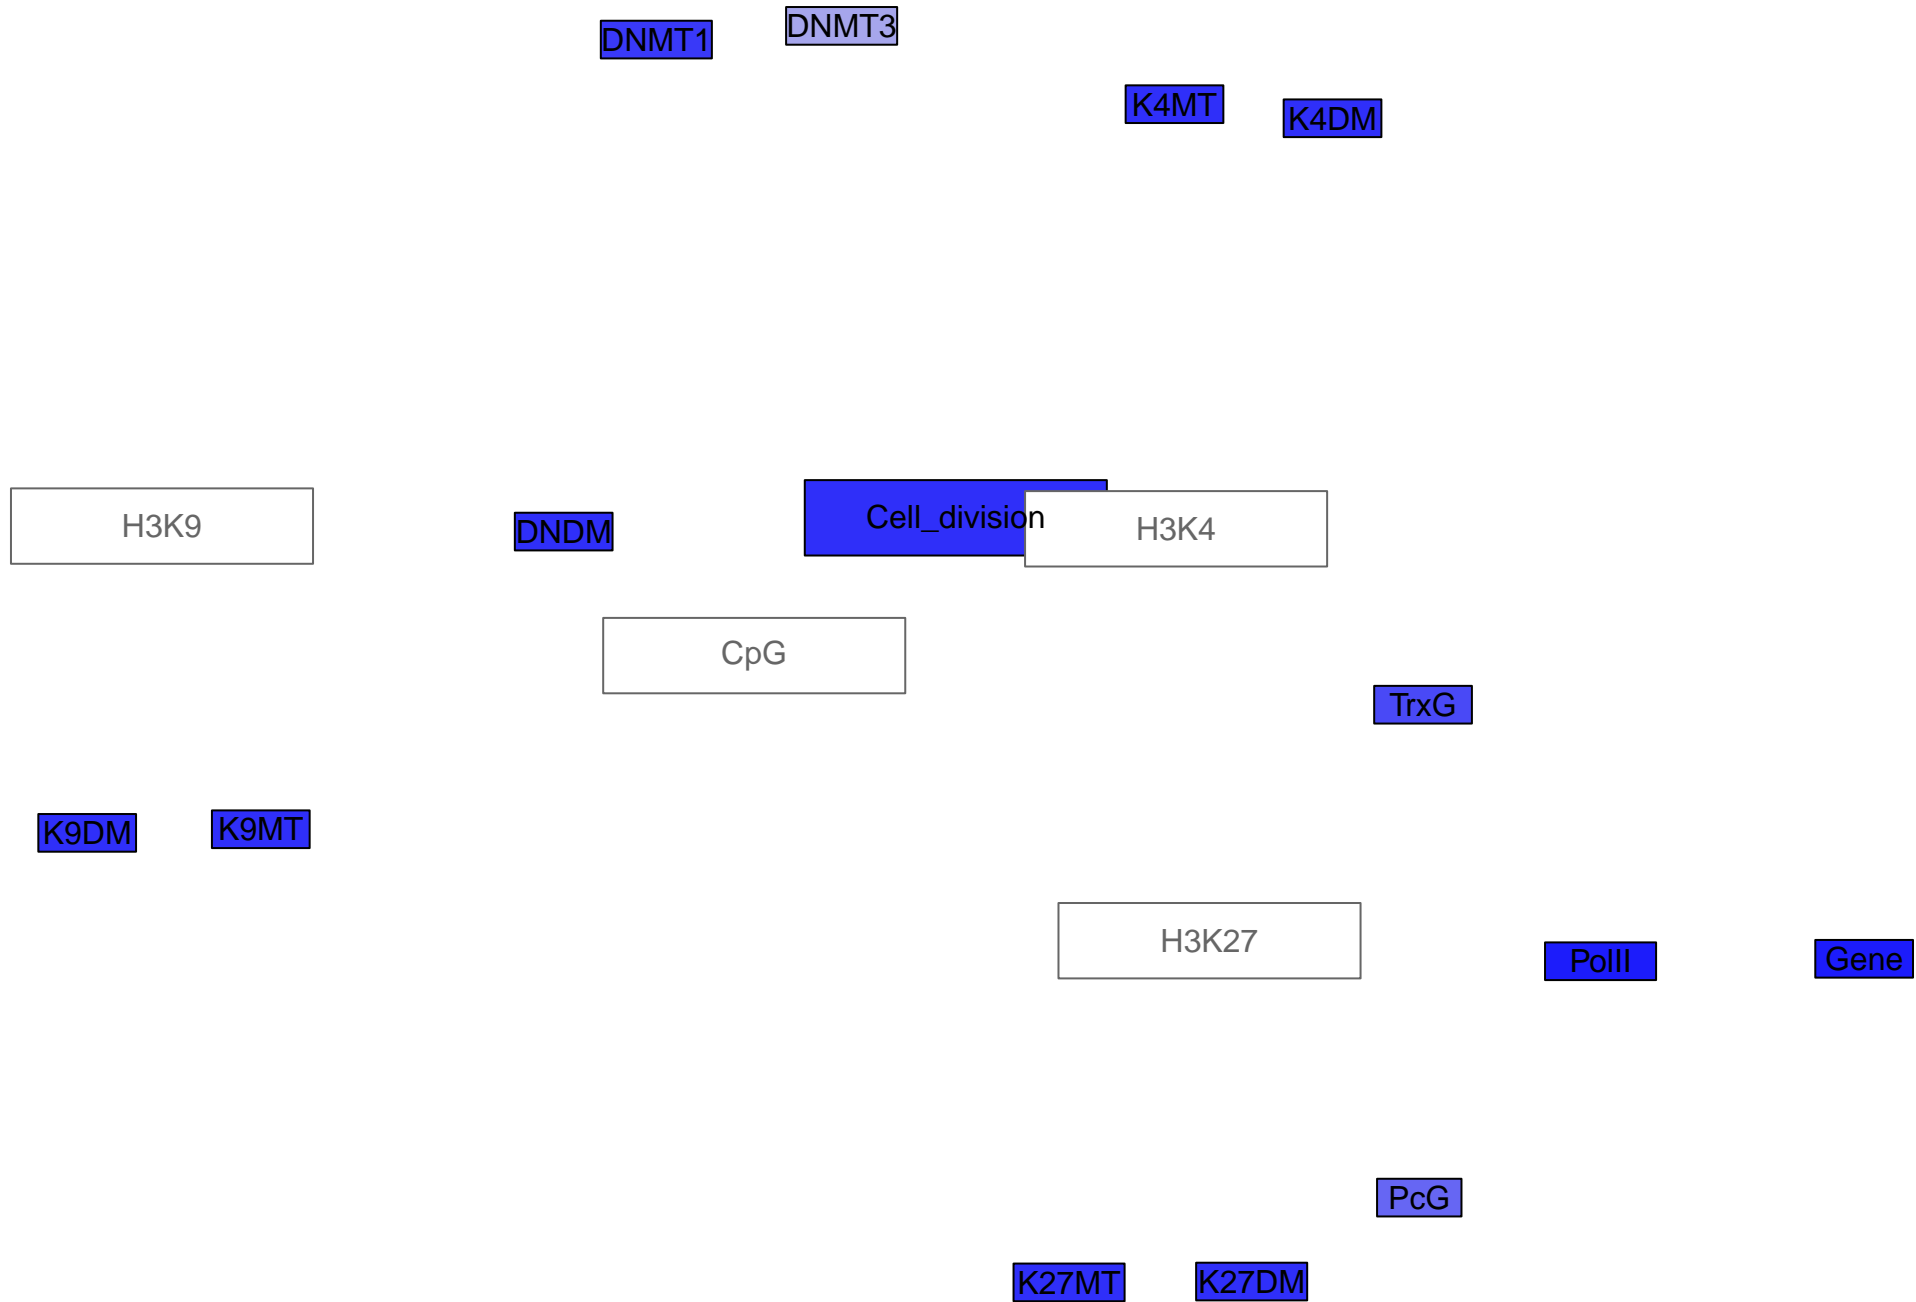 DNMT1
DNMT3
K4MT
K4DM
H3K9
DNDM
Cell_division
H3K4
CpG
TrxG
K9DM
K9MT
H3K27
PolII
Gene
PcG
K27MT
K27DM